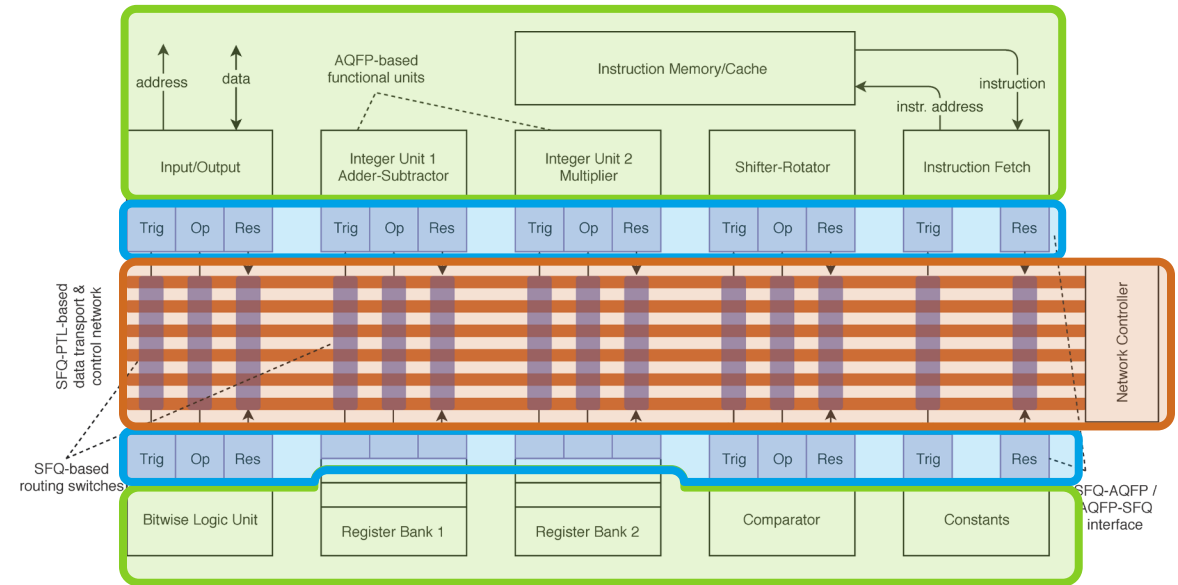 AQFP-based
functional units
Instruction Memory/Cache
address
data
instruction
instr. address
Input/Output
Integer Unit 1
Adder-Subtractor
Integer Unit 2
Multiplier
Shifter-Rotator
Instruction Fetch
Trig Op Res Trig Op Res Trig Op Res Trig Op Res Trig Res
SFQ-PTL-based
data transport &
control network
Network Controller
Trig Op Res Trig Op Res Trig Res
SFQ-based
routing switches
SFQ-AQFP /
AQFP-SFQ
interface
Bitwise Logic Unit
Register Bank 1
Register Bank 2
Comparator
Constants